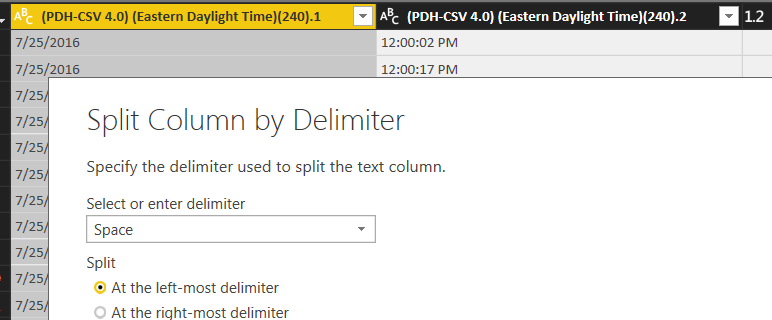 ABC (PDH-CSV 4.0) (Eastern Daylight Time)(240).1 ABC (PDH-CSV 4.0) (Eastern Daylight Time)(240).2 1.2
7/25/2016 12:00:02 PM
7/25/2016 12:00:17 PM
7/25/
7/25/
7/25/
7/25/
7/25/
7/25/
7/25/
7/25/
7/25/
Split Column by Delimiter
Specify the delimiter used to split the text column.
Select or enter delimiter
Space
Split
At the left-most delimiter
At the right-most delimiter